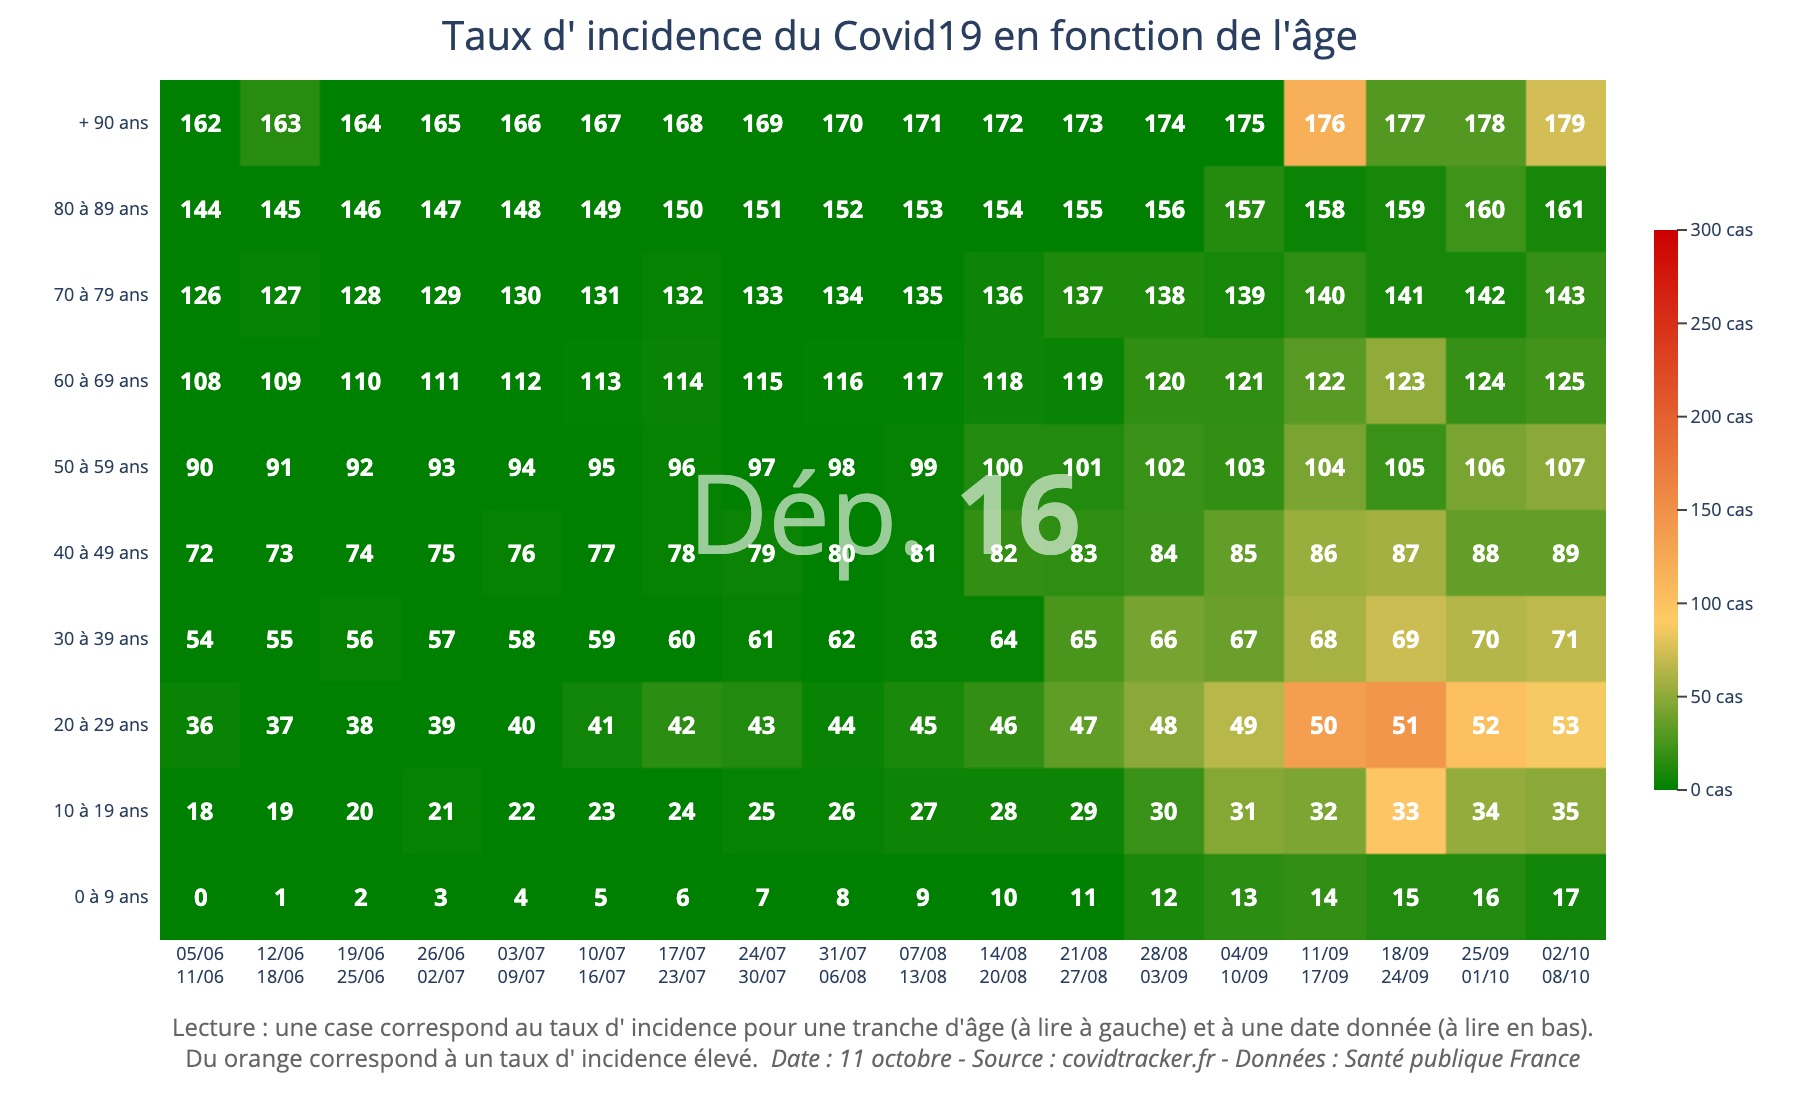 Taux d' incidence du Covid19 en fonction de l'âge
+ 90 ans 162 163 164 165 166 167 168 169 170 171 172 173 174 175 176 177 178 179
80 à 89 ans 144 145 146 147 148 149 150 151 152 153 154 155 156 157 158 159 160 161
300 cas
70 à 79 ans 126 127 128 129 130 131 132 133 134 135 136 137 138 139 140 141 142 143
250 cas
60 à 69 ans 108 109 110 111 112 113 114 115 116 117 118 119 120 121 122 123 124 125
200 cas
50 à 59 ans 90 91 92 93 94 95 96 97 98 99 100 101 102 103 104 105 106 107
150 cas
Dép. 16
40 à 49 ans 72 73 74 75 76 77 78 79 80 81 82 83 84 85 86 87 88 89
100 cas
30 à 39 ans 54 55 56 57 58 59 60 61 62 63 64 65 66 67 68 69 70 71
50 cas
20 à 29 ans 36 37 38 39 40 41 42 43 44 45 46 47 48 49 50 51 52 53
0 cas
10 à 19 ans 18 19 20 21 22 23 24 25 26 27 28 29 30 31 32 33 34 35
0 à 9 ans 0 1 2 3 4 5 6 7 8 9 10 11 12 13 14 15 16 17
05/06 12/06 19/06 26/06 03/07 10/07 17/07 24/07 31/07 07/08 14/08 21/08 28/08 04/09 11/09 18/09 25/09 02/10
11/06 18/06 25/06 02/07 09/07 16/07 23/07 30/07 06/08 13/08 20/08 27/08 03/09 10/09 17/09 24/09 01/10 08/10
Lecture : une case correspond au taux d' incidence pour une tranche d'âge (à lire à gauche) et à une date donnée (à lire en bas).
Du orange correspond à un taux d' incidence élevé. Date : 11 octobre - Source : covidtracker.fr - Données : Santé publique France